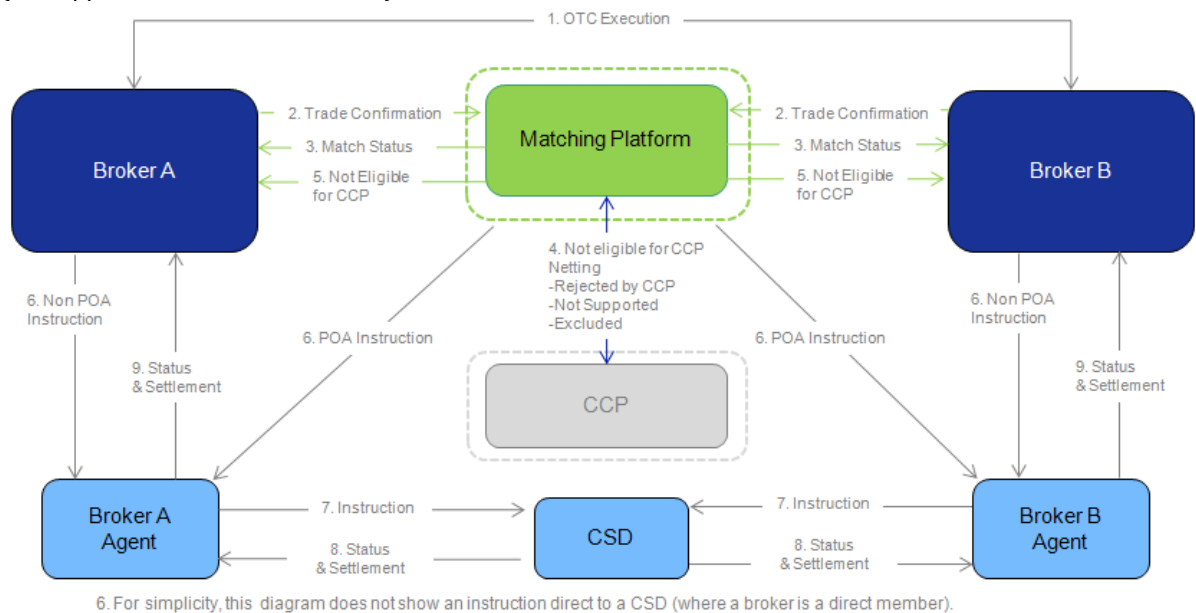 1. OTC Execution
Broker A
2. Trade Confirmation
3. Match Status
5. Not Eligible
for CCP
Matching Platform
2. Trade Confirmation
3. Match Status
5. Not Eligible
for CCP
Broker B
4. Not eligible for CCP
Netting
-Rejected by CCP
-Not Supported
-Excluded
6. Non POA
Instruction
9. Status
& Settlement
6. POA Instruction
6. POA Instruction
6. Non POA
Instruction
9. Status
& Settlement
CCP
Broker A
Agent
7. Instruction
8. Status
& Settlement
CSD
7. Instruction
8. Status
& Settlement
Broker B
Agent
6. For simplicity, this diagram does not show an instruction direct to a CSD (where a broker is a direct member).